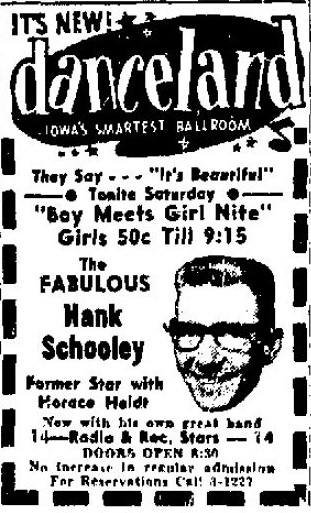 IT'S NEW!
danceland
IOWA'S SMARTEST BALLROOM
They Say - - - "It's Beautiful"
Tonite Saturday
"Boy Meets Girl Nite"
Girls 50c Till 9:15
The
FABULOUS
Hank
Schooley
Former Star with
Horace Heidt
Now with his own great band
14—Radio & Rec. Stars — 14
DOORS OPEN 8:30
No increase in regular admission
For Reservations Call 3-1227